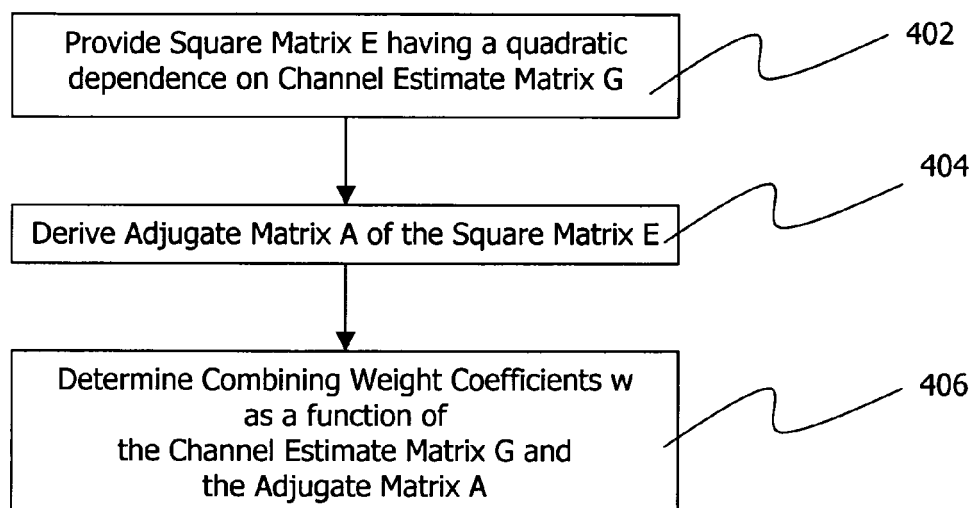 Provide Square Matrix E having a quadratic
dependence on Channel Estimate Matrix G
402
Derive Adjugate Matrix A of the Square Matrix E
404
Determine Combining Weight Coefficients w
as a function of
the Channel Estimate Matrix G and
the Adjugate Matrix A
406